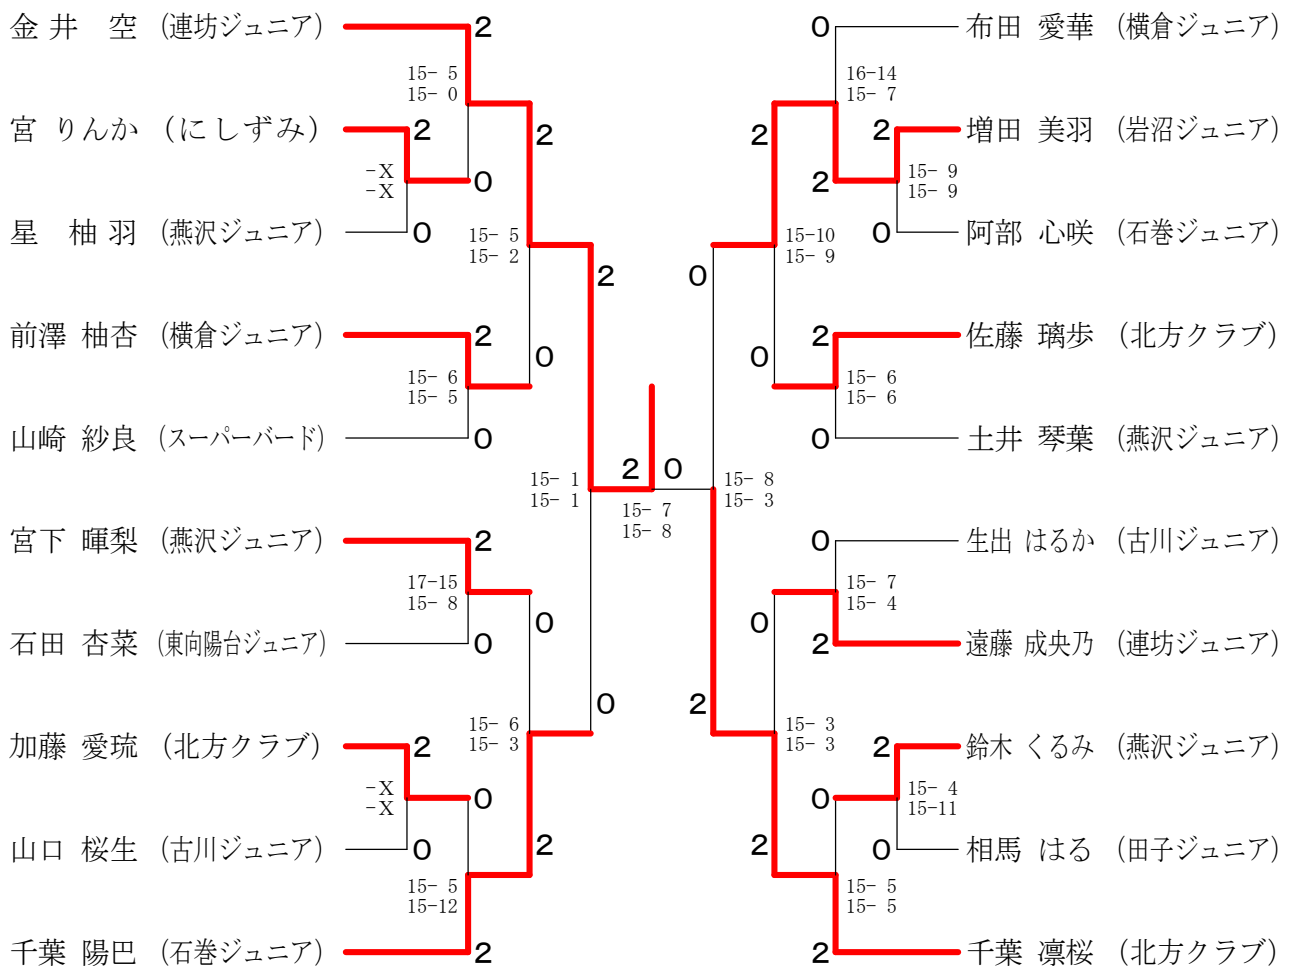 金井 空 (連坊ジュニア)
2
15- 5
15- 0
宮 りんか (にしずみ)
2
-X
-X
0
2
星 柚羽 (燕沢ジュニア)
0
15- 5
15- 2
2
前澤 柚杏 (横倉ジュニア)
2
0
15- 6
15- 5
山崎 紗良 (スーパーバード)
0
15- 1
15- 1
宮下 暉梨 (燕沢ジュニア)
2
17-15
15- 8
0
石田 杏菜 (東向陽台ジュニア)
0
0
15- 6
15- 3
加藤 愛琉 (北方クラブ)
2
-X
-X
0
山口 桜生 (古川ジュニア)
0
2
15- 5
15-12
千葉 陽巴 (石巻ジュニア)
2
2 0
15- 7
15- 8
0
布田 愛華 (横倉ジュニア)
16-14
15- 7
2
2
増田 美羽 (岩沼ジュニア)
2
15- 9
15- 9
0
阿部 心咲 (石巻ジュニア)
15-10
15- 9
0
2
佐藤 璃歩 (北方クラブ)
0
15- 6
15- 6
0
土井 琴葉 (燕沢ジュニア)
15- 8
15- 3
0
生出 はるか (古川ジュニア)
15- 7
15- 4
0
2
遠藤 成央乃 (連坊ジュニア)
2
15- 3
15- 3
2
鈴木 くるみ (燕沢ジュニア)
0
15- 4
15-11
2
0
相馬 はる (田子ジュニア)
15- 5
15- 5
2
千葉 凛桜 (北方クラブ)